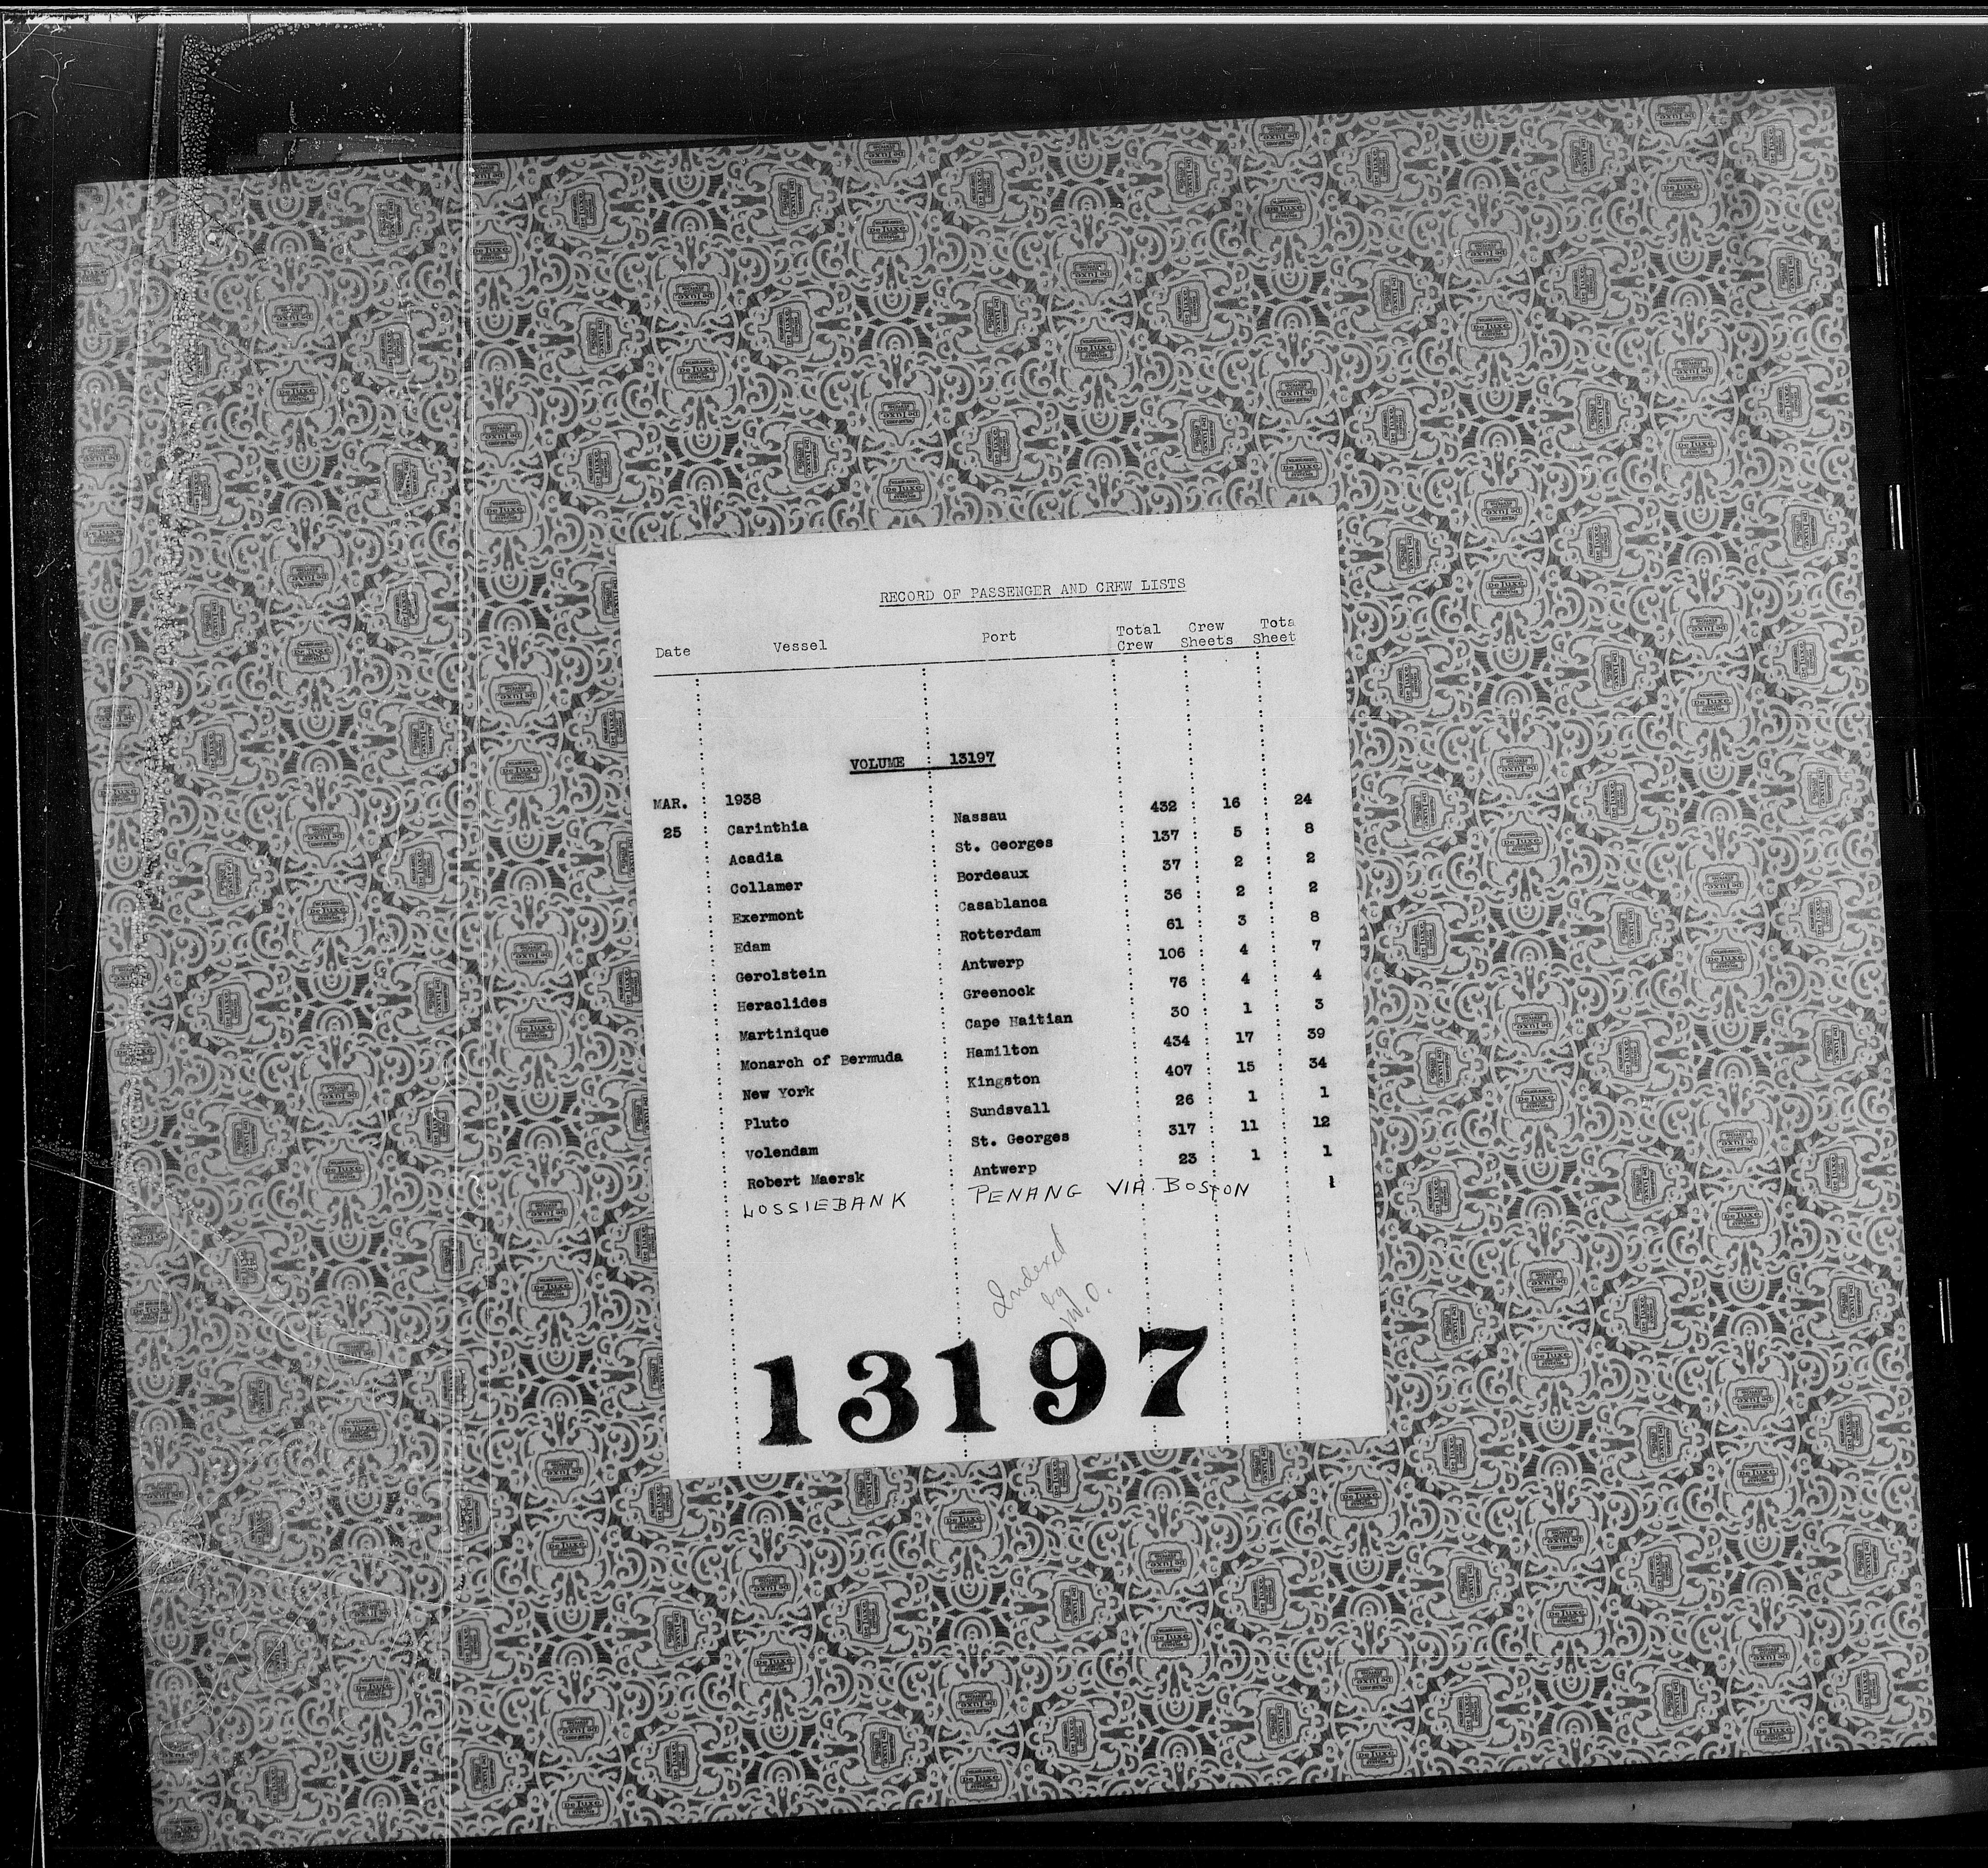 RECORD OF PASSENGER AND CREW LISTS
Date Vessel Port Total Crew Crew Sheets Tota Sheet
VOLUME 13197
MAR. 1938
25 Carinthia Nassau 432 16 24
Acadia St. Georges 137 5 8
Collamer Bordeaux 37 2 2
Exermont Casablanca 36 2 2
Edam Rotterdam 61 3 8
Gerolstein Antwerp 106 4 7
Heraclides Greenock 76 4 4
Martinique Cape Haitian 30 1 3
Monarch of Bermuda Hamilton 434 17 39
New York Kingston 407 15 34
Pluto Sundsvall 26 1 1
Volendam St. Georges 317 11 12
Robert Maersk Antwerp 23 1 1
LOSSIEBANK PENANG VIA. BOSTON 1
Indexed
by
W.O.
13197